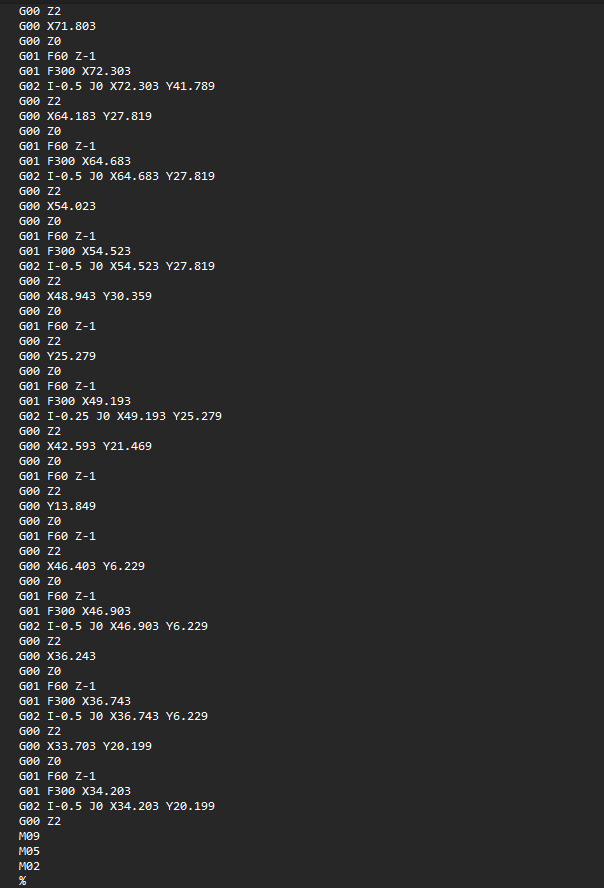 G00 Z2
G00 X71.803
G00 Z0
G01 F60 Z-1
G01 F300 X72.303
G02 I-0.5 J0 X72.303 Y41.789
G00 Z2
G00 X64.183 Y27.819
G00 Z0
G01 F60 Z-1
G01 F300 X64.683
G02 I-0.5 J0 X64.683 Y27.819
G00 Z2
G00 X54.023
G00 Z0
G01 F60 Z-1
G01 F300 X54.523
G02 I-0.5 J0 X54.523 Y27.819
G00 Z2
G00 X48.943 Y30.359
G00 Z0
G01 F60 Z-1
G00 Z2
G00 Y25.279
G00 Z0
G01 F60 Z-1
G01 F300 X49.193
G02 I-0.25 J0 X49.193 Y25.279
G00 Z2
G00 X42.593 Y21.469
G00 Z0
G01 F60 Z-1
G00 Z2
G00 Y13.849
G00 Z0
G01 F60 Z-1
G00 Z2
G00 X46.403 Y6.229
G00 Z0
G01 F60 Z-1
G01 F300 X46.903
G02 I-0.5 J0 X46.903 Y6.229
G00 Z2
G00 X36.243
G00 Z0
G01 F60 Z-1
G01 F300 X36.743
G02 I-0.5 J0 X36.743 Y6.229
G00 Z2
G00 X33.703 Y20.199
G00 Z0
G01 F60 Z-1
G01 F300 X34.203
G02 I-0.5 J0 X34.203 Y20.199
G00 Z2
M09
M05
M02
%